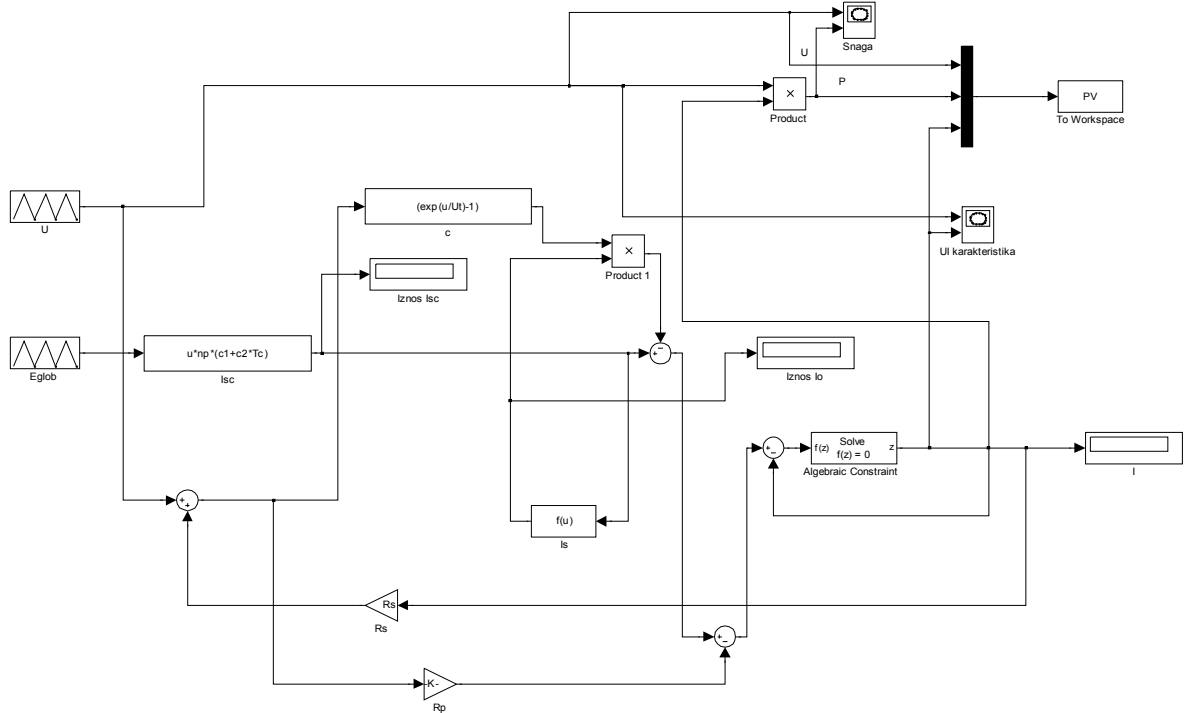 Snaga
U
P
×
Product
PV
To Workspace
U
(exp(u/Ut)-1)
c
×
Product 1
UI karakteristika
Iznos Isc
Eglob
u*np*(c1+c2*Tc)
Isc
+
−
Iznos Io
+
−
f(z)
Solve
f(z) = 0
z
Algebraic Constraint
I
+
+
f(u)
Is
Rs
Rs
+
−
-K-
Rp